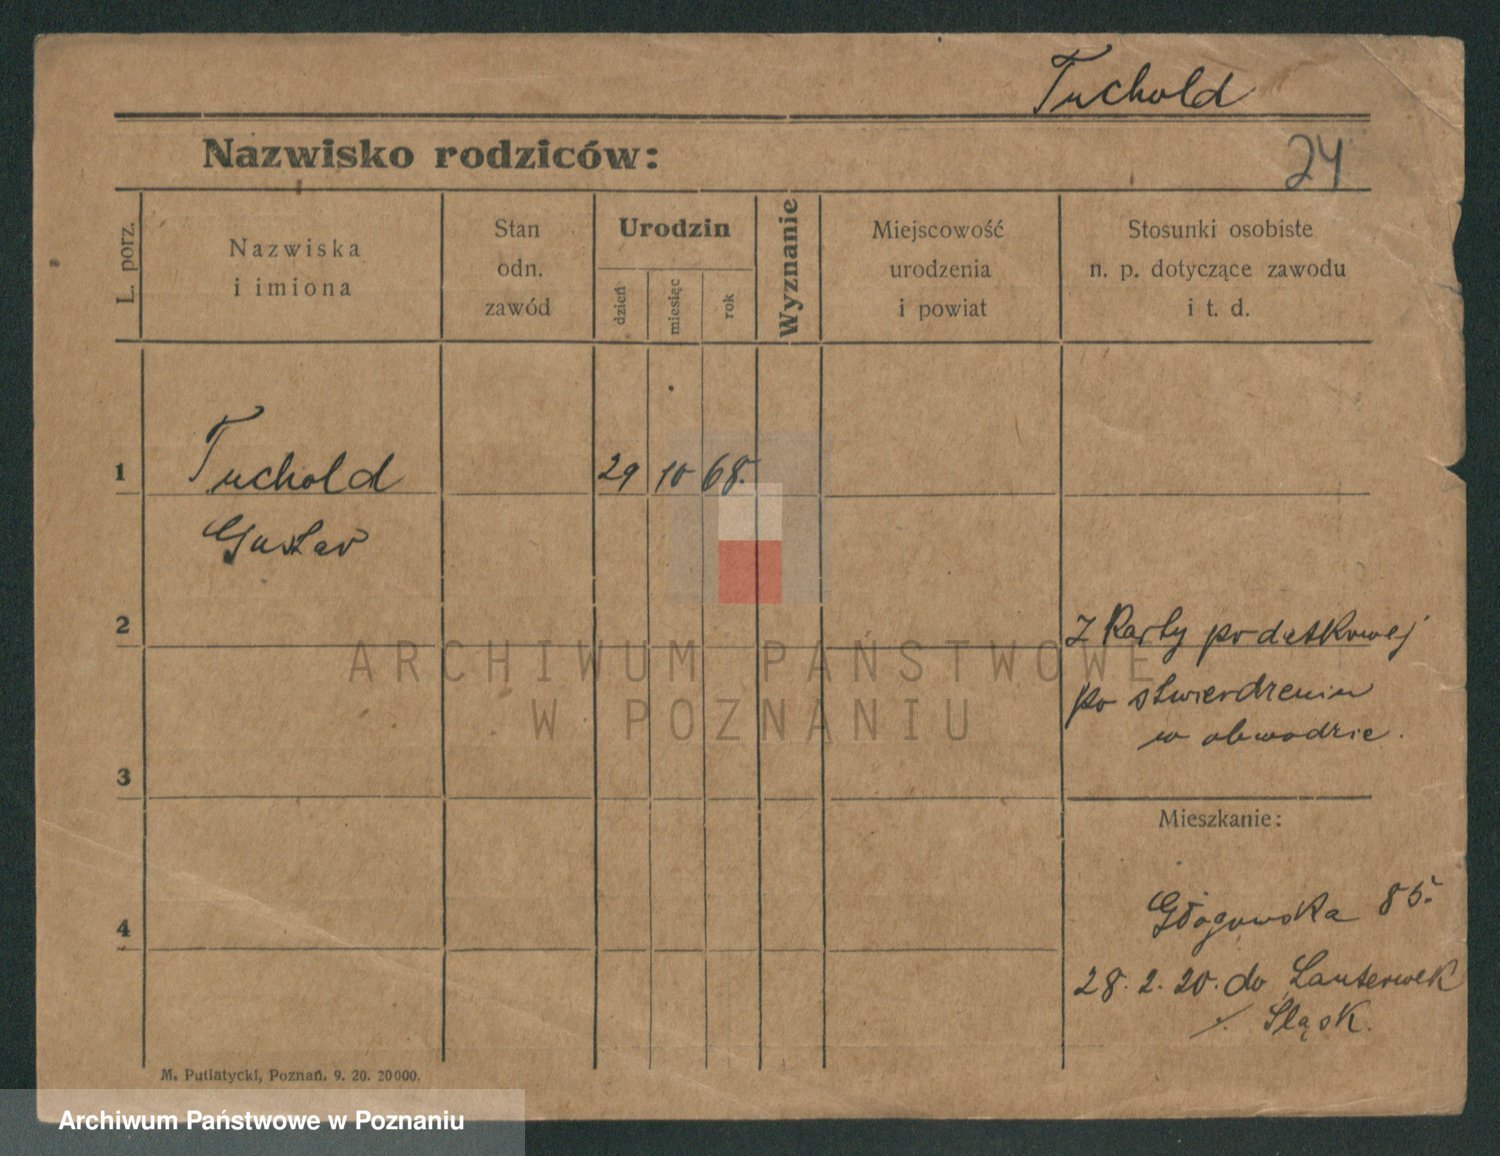 Tuchold
Nazwisko rodziców:
24
L. porz.
Nazwiska
i imiona
Stan
odn.
zawód
Urodzin
dzień
miesiąc
rok
Wyznanie
Miejscowość
urodzenia
i powiat
Stosunki osobiste
n. p. dotyczące zawodu
i t. d.
1
Tuchold
29 10 68.
Gustav
2
z Karty podatkowej
ARCHIWUM PAŃSTWOWE
W POZNANIU
po stwierdzeniu
w obwodzie.
3
Mieszkanie:
Głogowska 85.
4
28. 2. 20. do Lauterwek
Śląsk.
M. Putiatycki, Poznań. 9. 20. 20000.
Archiwum Państwowe w Poznaniu